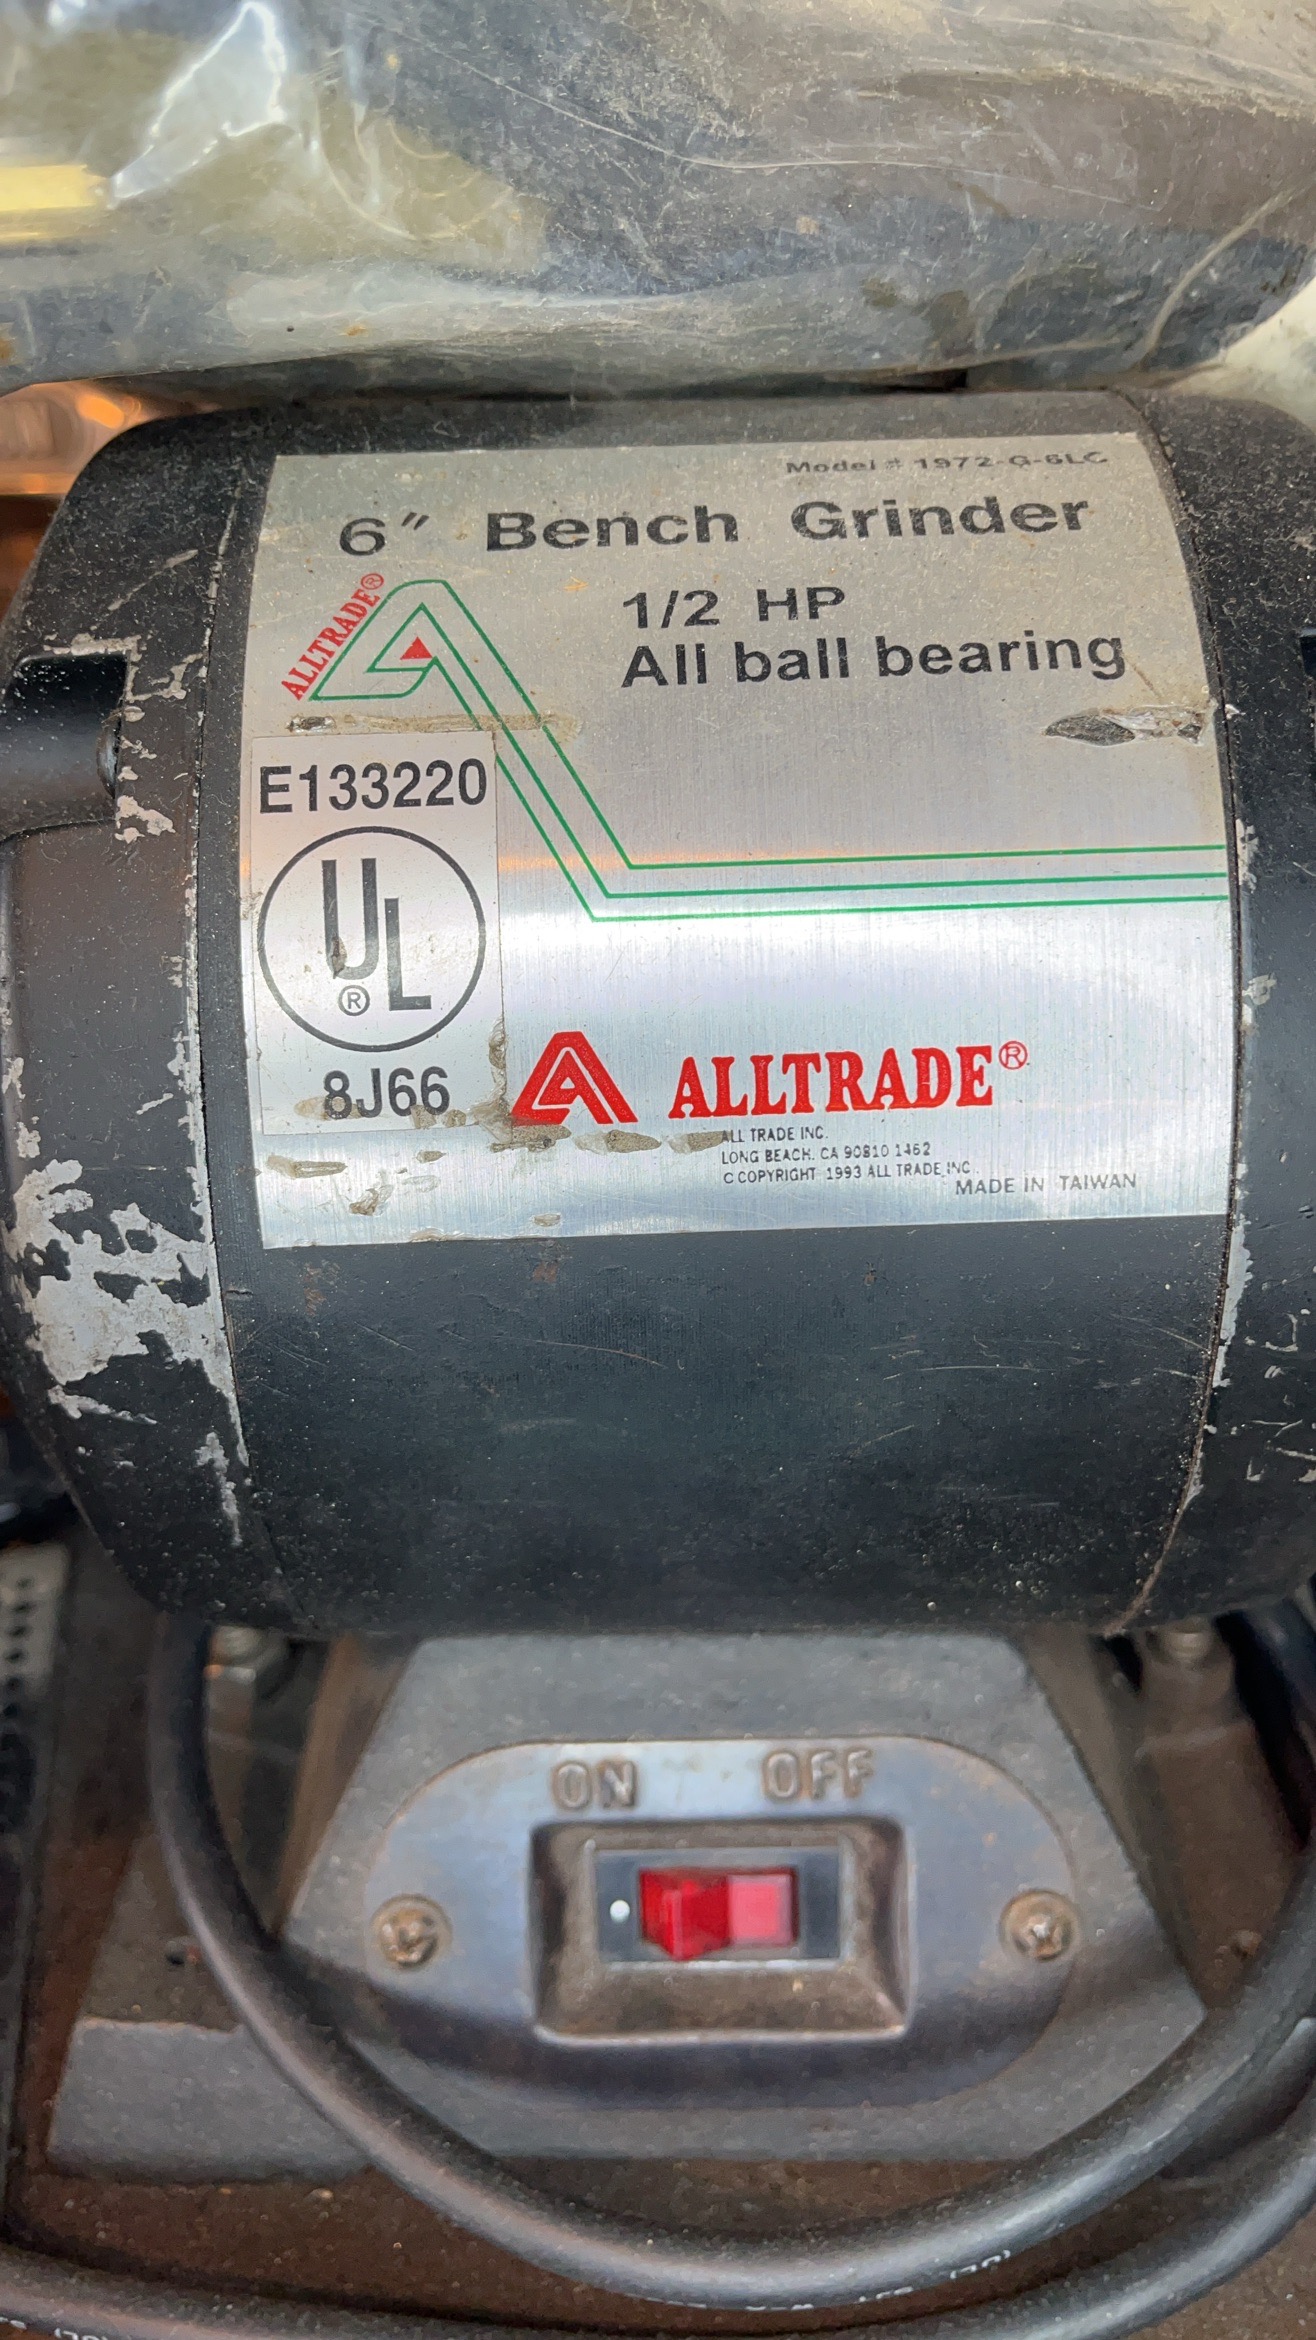 Model # 1972-G-6LC
6" Bench Grinder
ALLTRADE®
1/2 HP
All ball bearing
E133220
UL
®
8J66
A ALLTRADE®
ALL TRADE INC.
LONG BEACH. CA 90810 1462
C COPYRIGHT 1993 ALL TRADE INC.
MADE IN TAIWAN
ON OFF